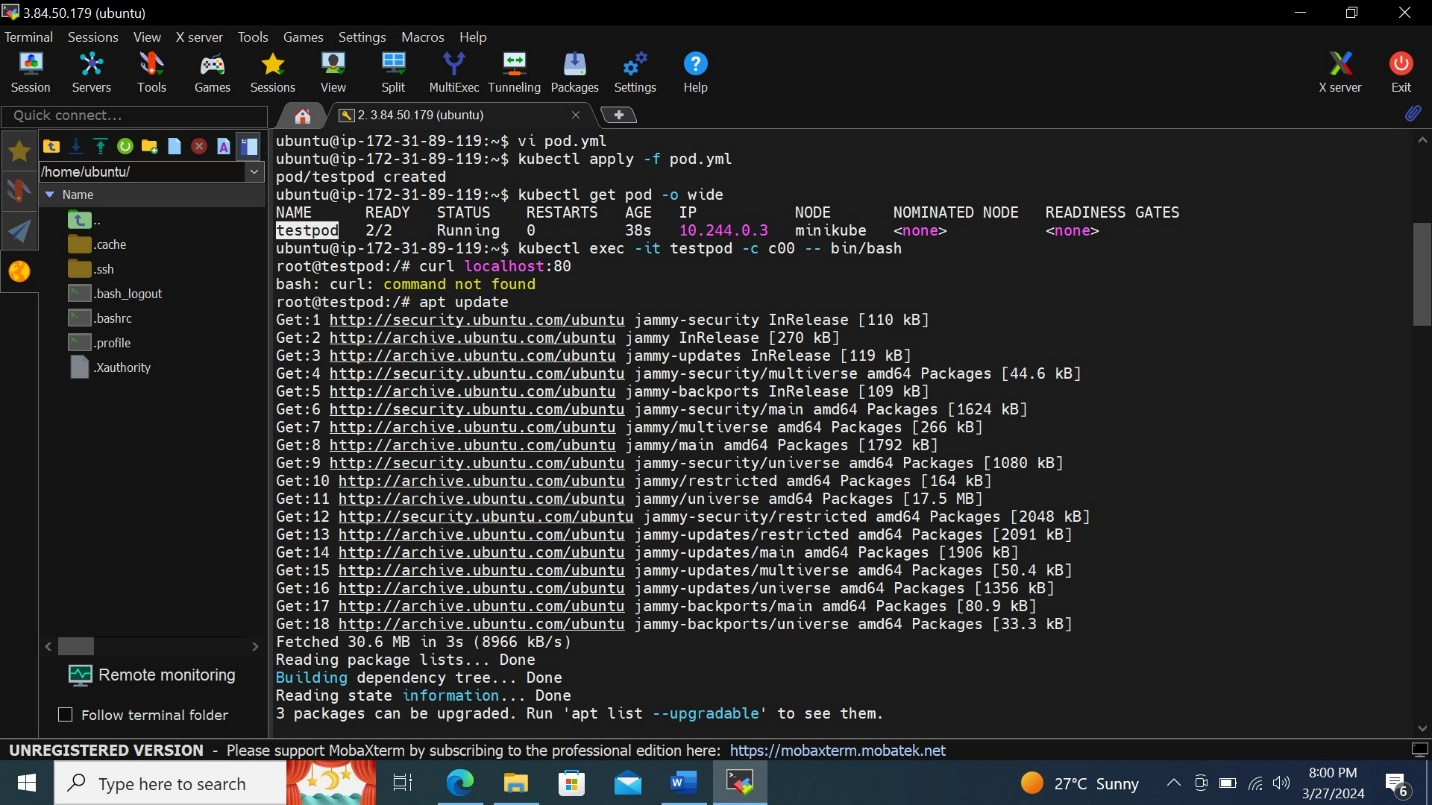 3.84.50.179 (ubuntu)
Terminal Sessions View X server Tools Games Settings Macros Help
Session Servers Tools Games Sessions View Split MultiExec Tunneling Packages Settings Help X server Exit
Quick connect...
2. 3.84.50.179 (ubuntu)
/home/ubuntu/
Name
..
.cache
.ssh
.bash_logout
.bashrc
.profile
.Xauthority
Remote monitoring
Follow terminal folder
ubuntu@ip-172-31-89-119:~$ vi pod.yml
ubuntu@ip-172-31-89-119:~$ kubectl apply -f pod.yml
pod/testpod created
ubuntu@ip-172-31-89-119:~$ kubectl get pod -o wide
NAME READY STATUS RESTARTS AGE IP NODE NOMINATED NODE READINESS GATES
testpod 2/2 Running 0 38s 10.244.0.3 minikube <none> <none>
ubuntu@ip-172-31-89-119:~$ kubectl exec -it testpod -c c00 -- bin/bash
root@testpod:/# curl localhost:80
bash: curl: command not found
root@testpod:/# apt update
Get:1 http://security.ubuntu.com/ubuntu jammy-security InRelease [110 kB]
Get:2 http://archive.ubuntu.com/ubuntu jammy InRelease [270 kB]
Get:3 http://archive.ubuntu.com/ubuntu jammy-updates InRelease [119 kB]
Get:4 http://security.ubuntu.com/ubuntu jammy-security/multiverse amd64 Packages [44.6 kB]
Get:5 http://archive.ubuntu.com/ubuntu jammy-backports InRelease [109 kB]
Get:6 http://security.ubuntu.com/ubuntu jammy-security/main amd64 Packages [1624 kB]
Get:7 http://archive.ubuntu.com/ubuntu jammy/multiverse amd64 Packages [266 kB]
Get:8 http://archive.ubuntu.com/ubuntu jammy/main amd64 Packages [1792 kB]
Get:9 http://security.ubuntu.com/ubuntu jammy-security/universe amd64 Packages [1080 kB]
Get:10 http://archive.ubuntu.com/ubuntu jammy/restricted amd64 Packages [164 kB]
Get:11 http://archive.ubuntu.com/ubuntu jammy/universe amd64 Packages [17.5 MB]
Get:12 http://security.ubuntu.com/ubuntu jammy-security/restricted amd64 Packages [2048 kB]
Get:13 http://archive.ubuntu.com/ubuntu jammy-updates/restricted amd64 Packages [2091 kB]
Get:14 http://archive.ubuntu.com/ubuntu jammy-updates/main amd64 Packages [1906 kB]
Get:15 http://archive.ubuntu.com/ubuntu jammy-updates/multiverse amd64 Packages [50.4 kB]
Get:16 http://archive.ubuntu.com/ubuntu jammy-updates/universe amd64 Packages [1356 kB]
Get:17 http://archive.ubuntu.com/ubuntu jammy-backports/main amd64 Packages [80.9 kB]
Get:18 http://archive.ubuntu.com/ubuntu jammy-backports/universe amd64 Packages [33.3 kB]
Fetched 30.6 MB in 3s (8966 kB/s)
Reading package lists... Done
Building dependency tree... Done
Reading state information... Done
3 packages can be upgraded. Run 'apt list --upgradable' to see them.
UNREGISTERED VERSION - Please support MobaXterm by subscribing to the professional edition here: https://mobaxterm.mobatek.net
Type here to search
27°C Sunny
8:00 PM
3/27/2024
6